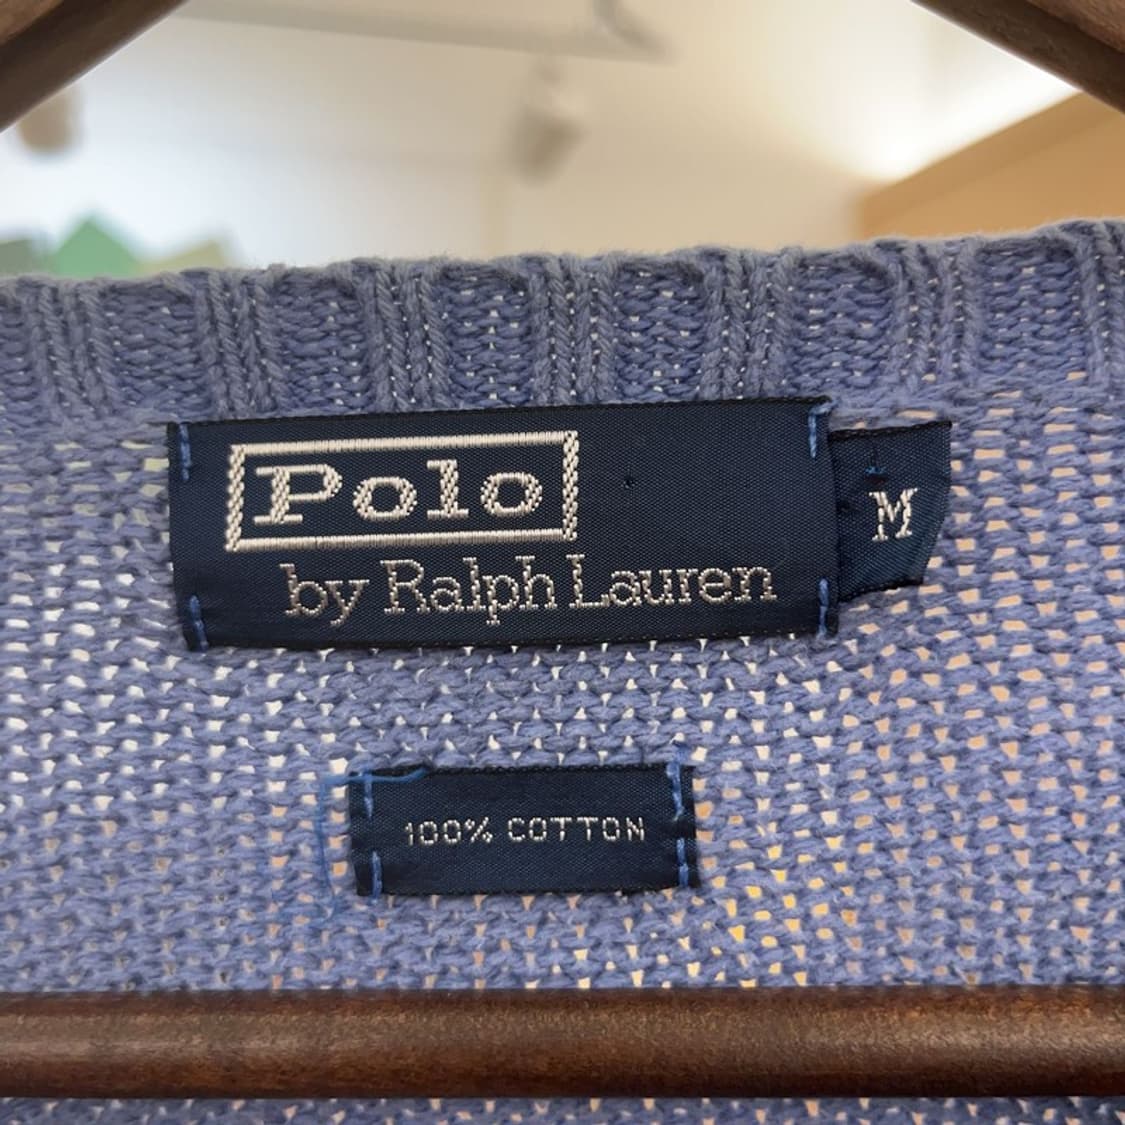 Polo
by Ralph Lauren
M
100% COTTON